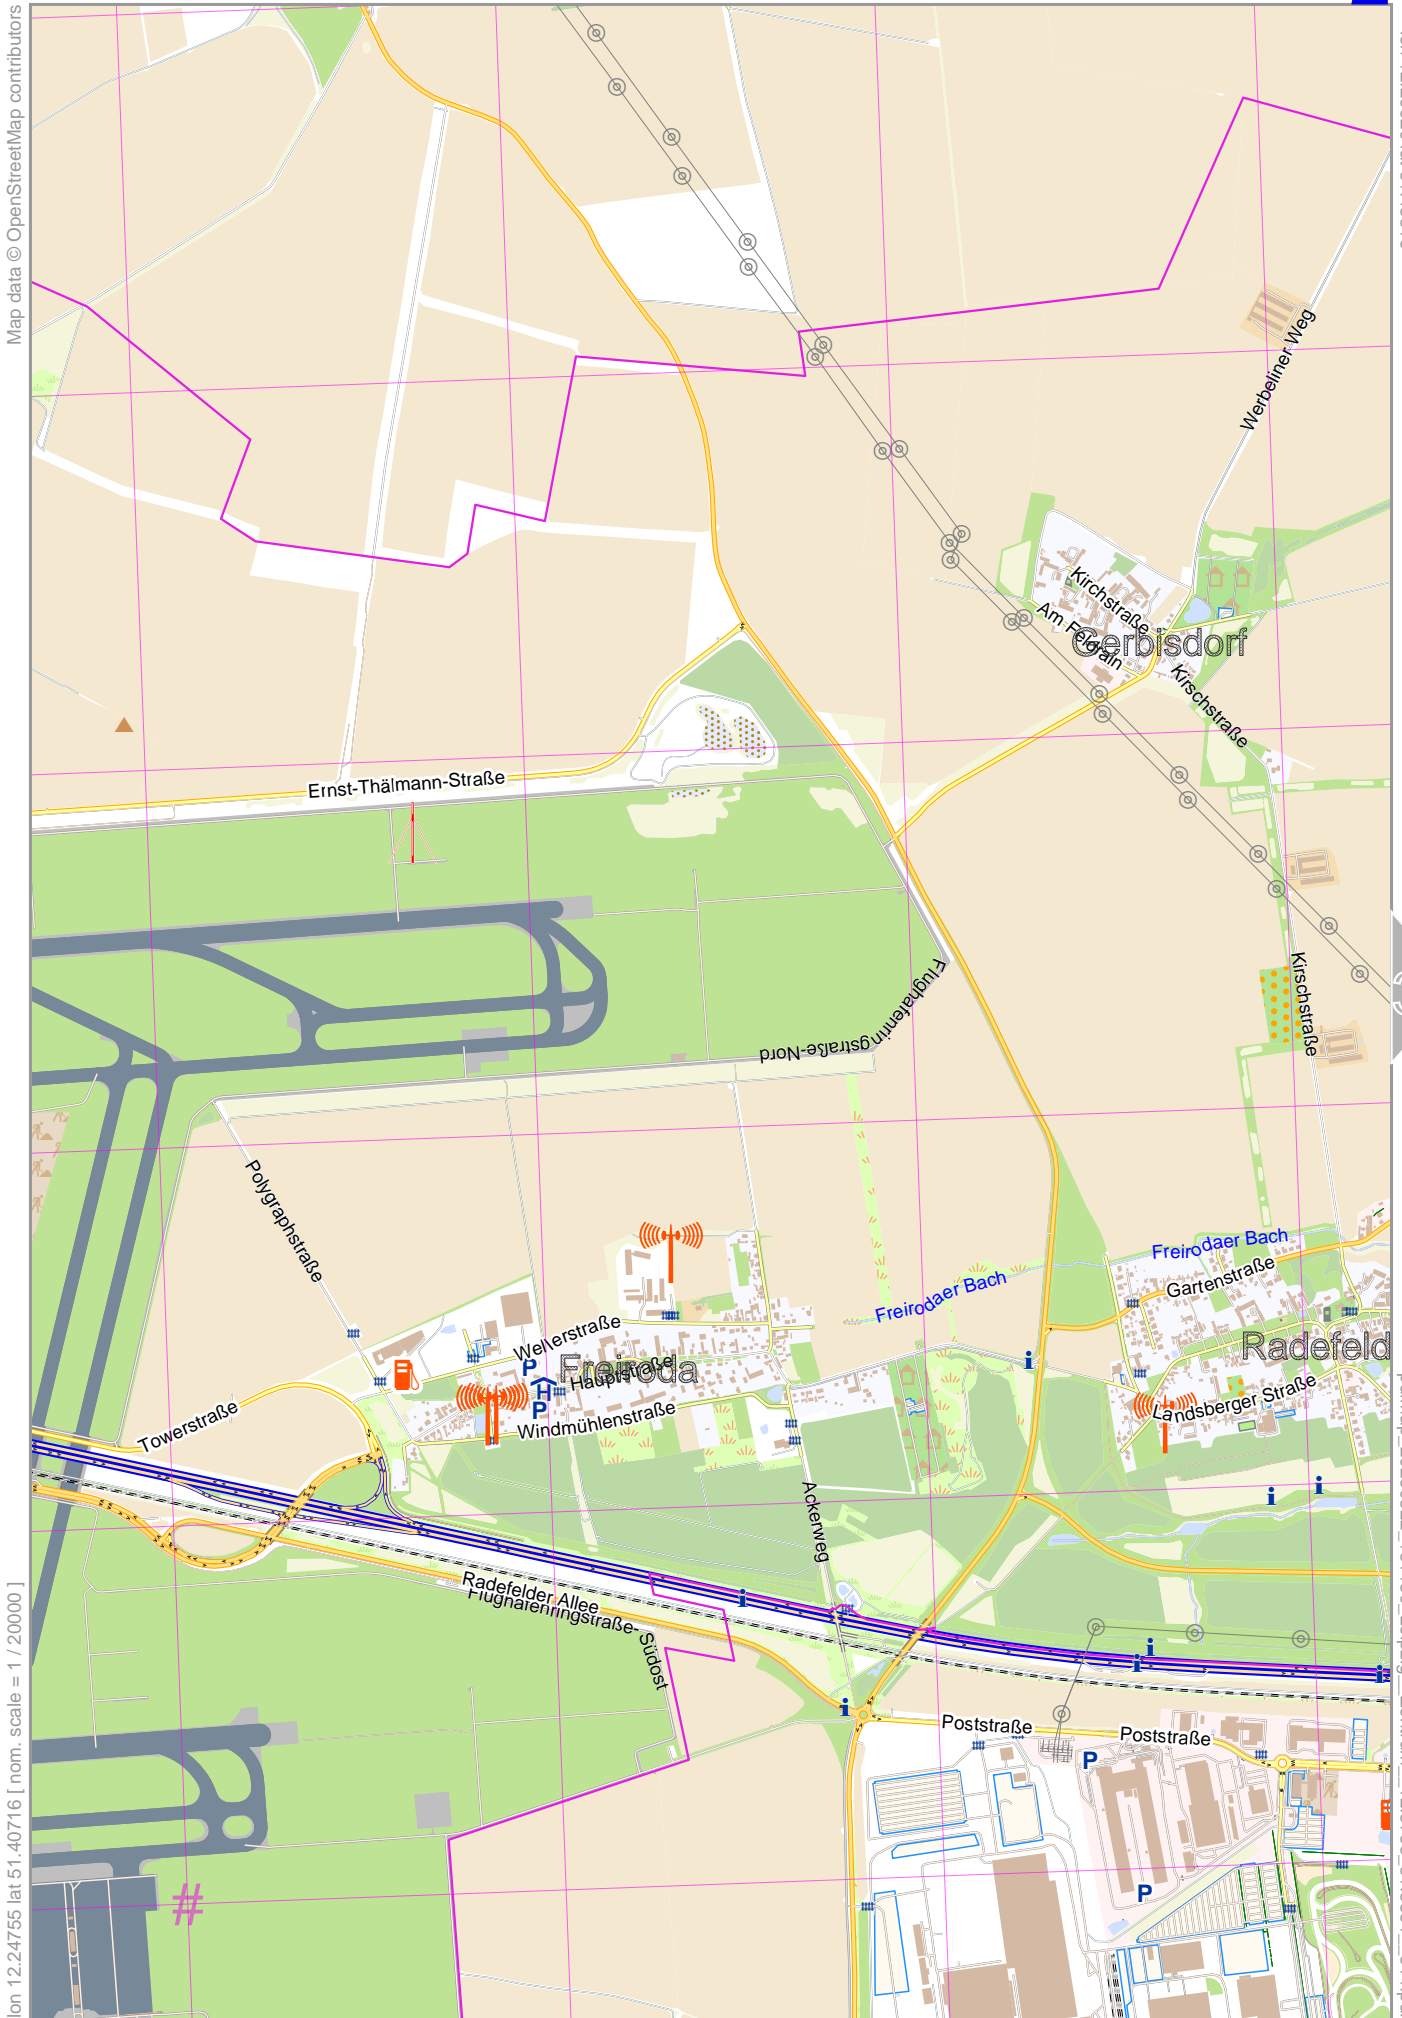 Map data © OpenStreetMap contributors
Werbeliner Weg
Kirchstraße
Am Feldrain
Gerbisdorf
Kirschstraße
Ernst-Thälmann-Straße
Kirschstraße
Flughafenringstraße-Nord
Polygraphstraße
Freirodaer Bach
Gartenstraße
Freirodaer Bach
Wellerstraße
Radefeld
P
Freiroda
Hauptstraße
H
P
Landsberger Straße
Windmühlenstraße
Towerstraße
Ackerweg
Radefelder Allee
Flughafenringstraße-Südost
Poststraße
Poststraße
P
P
#
lon 12.24755 lat 51.40716 [ nom. scale = 1 / 20000 ]